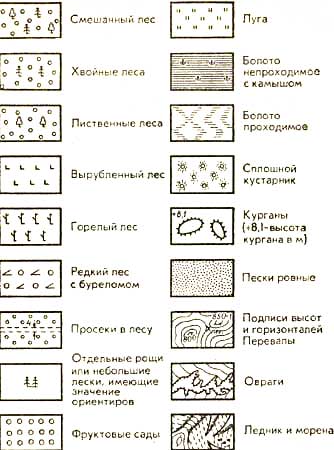 Смешанный лес
Хвойные леса
Лиственные леса
Вырубленный лес
Горелый лес
Редкий лес
с буреломом
Просеки в лесу
Отдельные рощи
или небольшие
лески, имеющие
значение
ориентиров
Фруктовые сады
Луга
Болото
непроходимое
с камышом
Болото
проходимое
Сплошной
кустарник
+8,1
Курганы
(+8,1-высота
кургана в м)
Пески ровные
Подписи высот
и горизонталей
Перевалы
Овраги
Ледник и морена